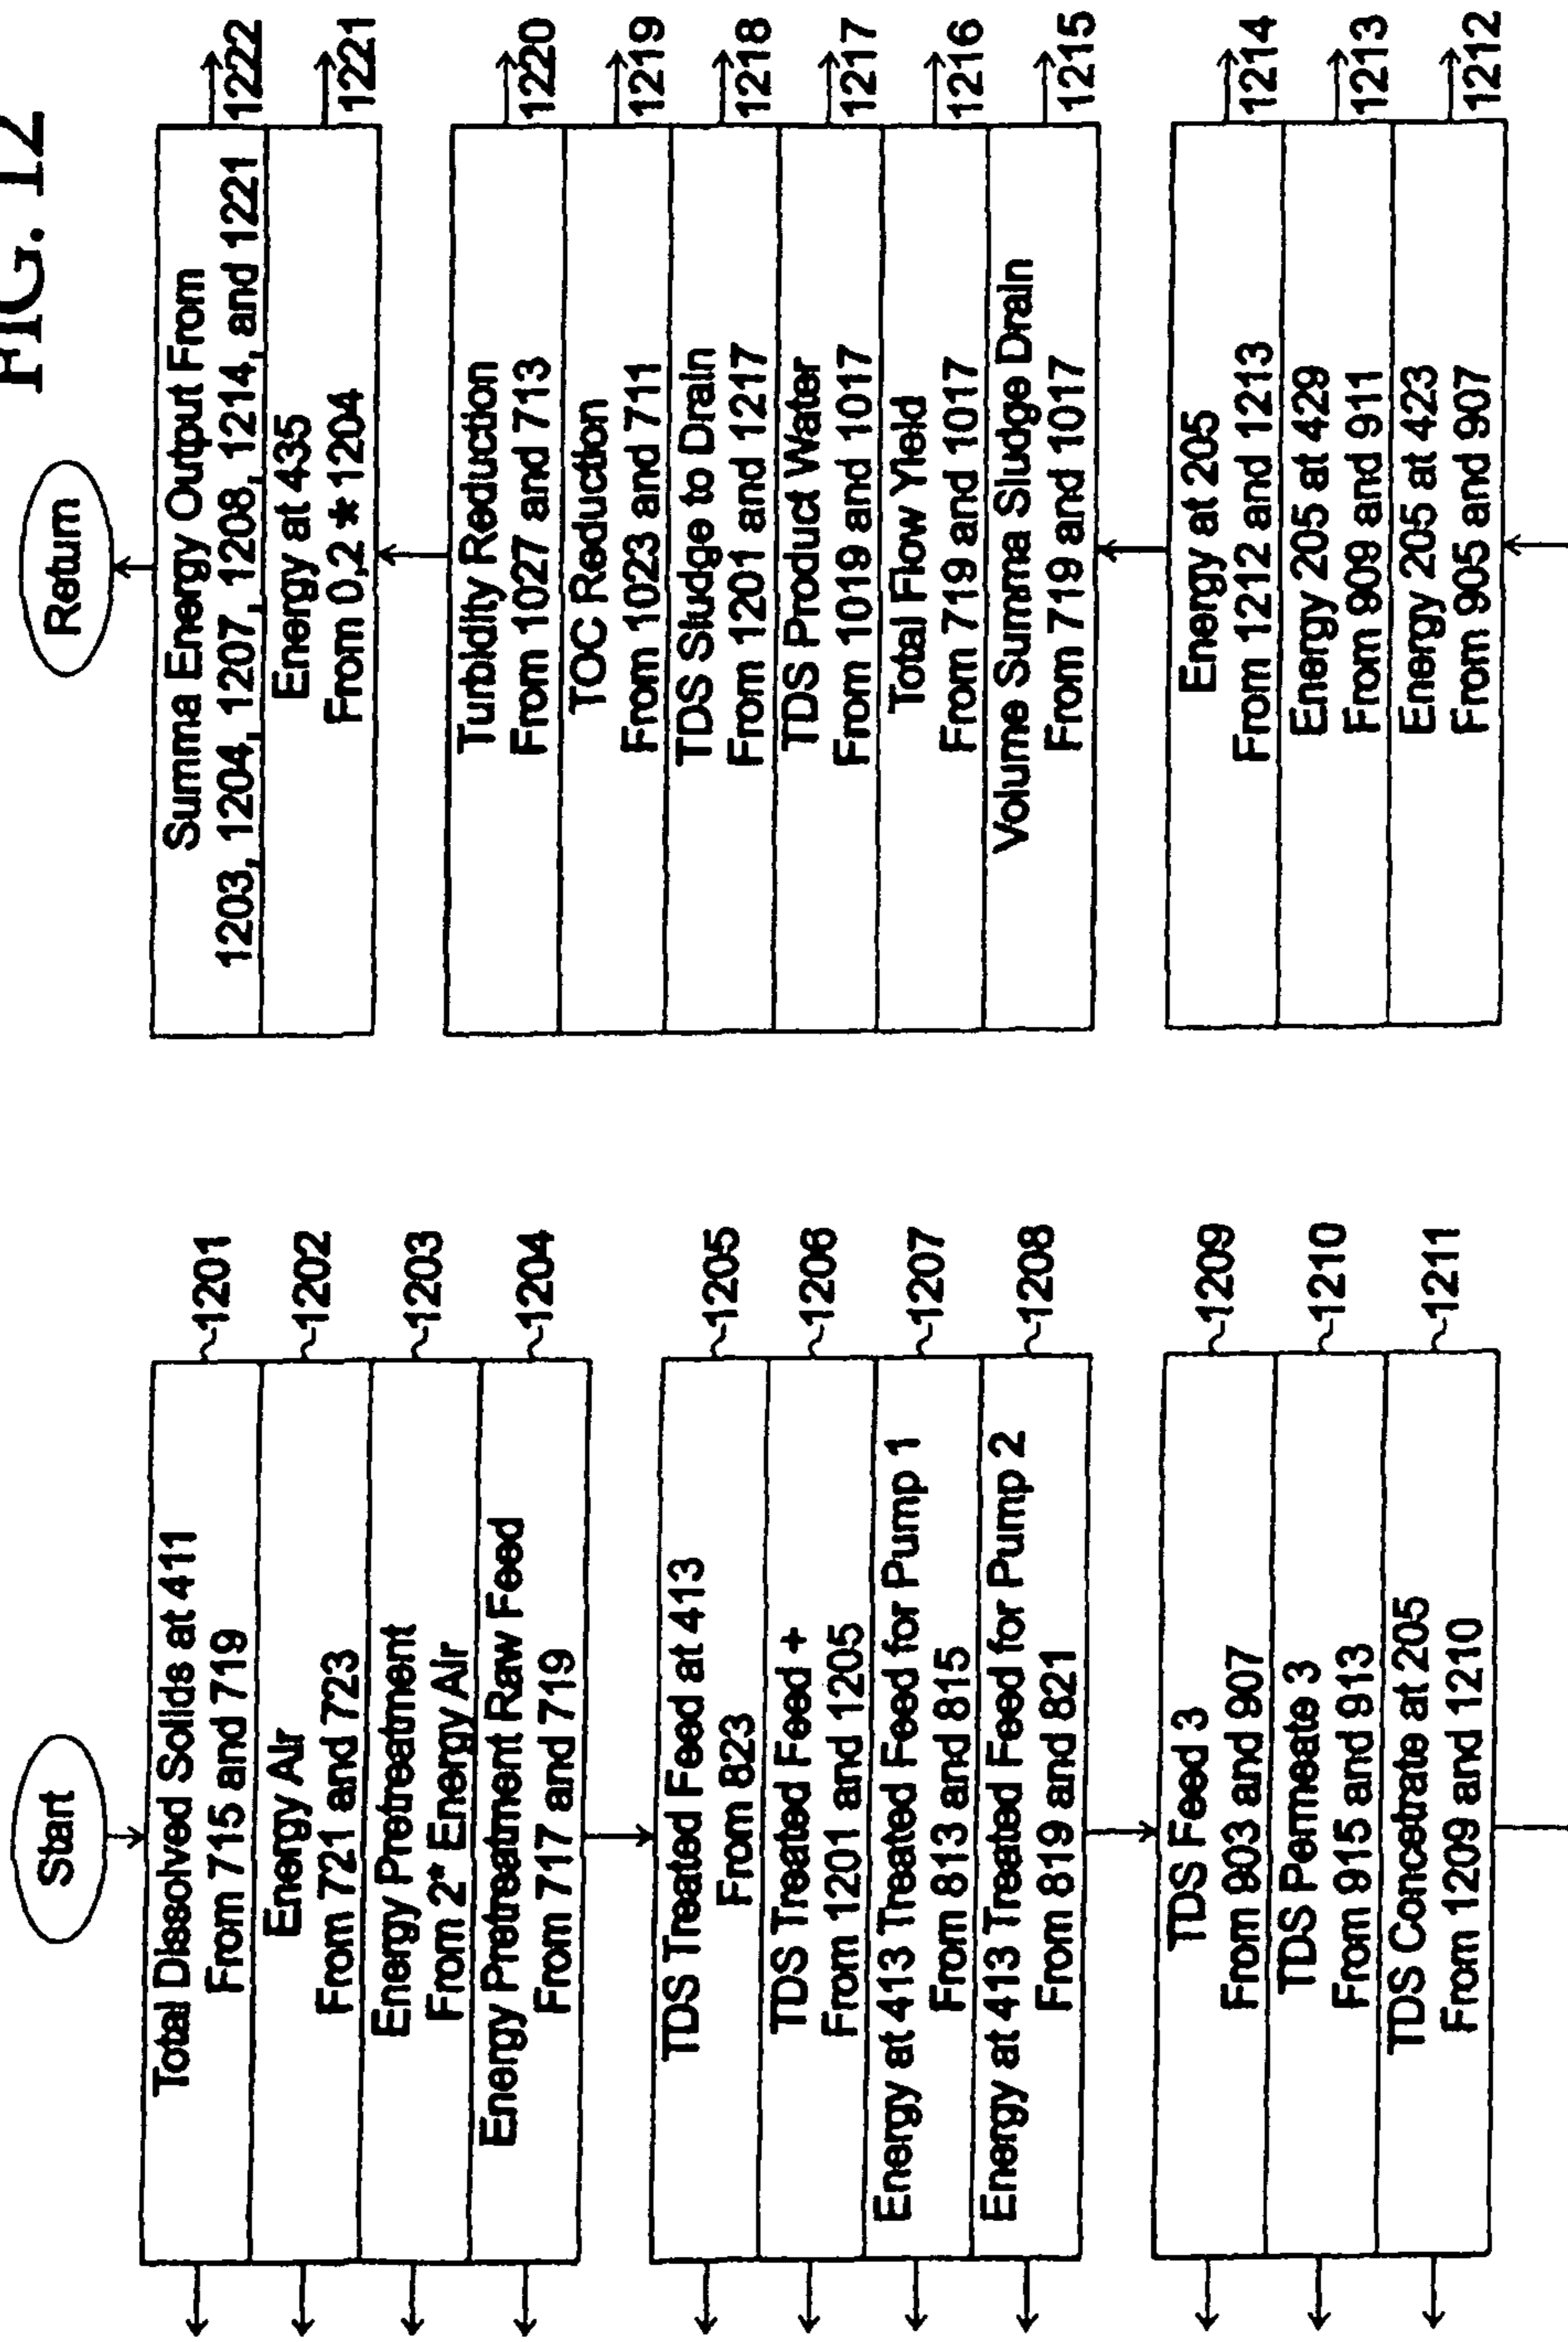 FIG. 12
Start
Total Dissolved Solids at 411
From 715 and 719
1201
Energy Air
From 721 and 723
1202
Energy Pretreatment
From 2* Energy Air
1203
Energy Pretreatment Raw Feed
From 717 and 719
1204
TDS Treated Feed at 413
From 823
1205
TDS Treated Feed +
From 1201 and 1205
1206
Energy at 413 Treated Feed for Pump 1
From 813 and 815
1207
Energy at 413 Treated Feed for Pump 2
From 819 and 821
1208
TDS Feed 3
From 903 and 907
1209
TDS Permeate 3
From 915 and 913
1210
TDS Concetrate at 205
From 1209 and 1210
1211
Return
Summa Energy Output From
1203, 1204, 1207, 1208, 1214, and 1221
1222
Energy at 435
From 0,2 * 1204
1221
Turbidity Reduction
From 1027 and 713
1220
TOC Reduction
From 1023 and 711
1219
TDS Sludge to Drain
From 1201 and 1217
1218
TDS Product Water
From 1019 and 1017
1217
Total Flow Yield
From 719 and 1017
1216
Volume Summa Sludge Drain
From 719 and 1017
1215
Energy at 205
From 1212 and 1213
1214
Energy 205 at 429
From 909 and 911
1213
Energy 205 at 423
From 905 and 907
1212